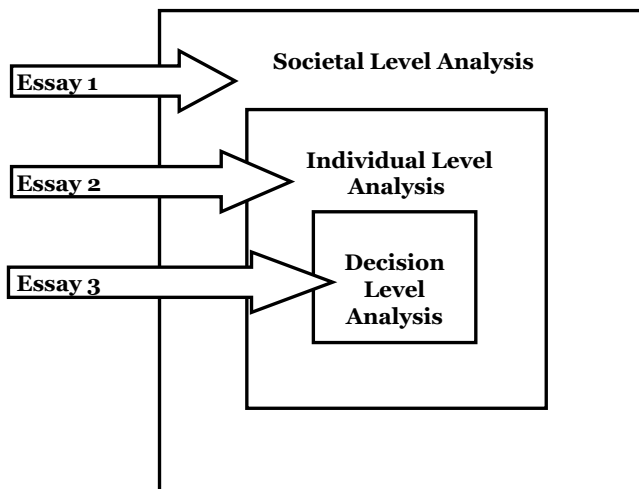 Societal Level Analysis
Essay 1
Individual Level
Analysis
Essay 2
Decision
Level
Analysis
Essay 3